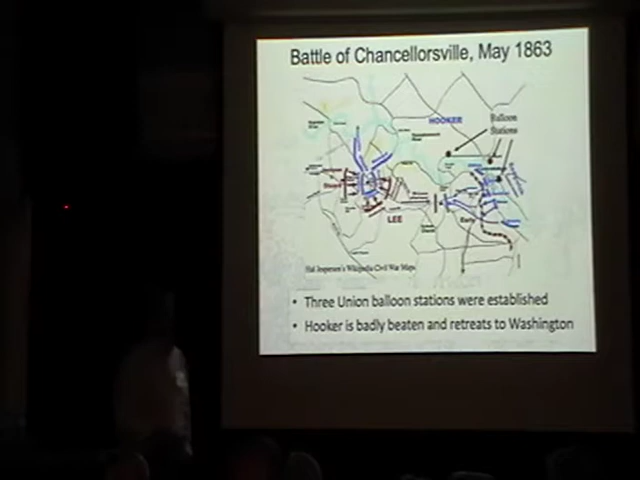 Battle of Chancellorsville, May 1863
HOOKER
Balloon
Stations
LEE
Early
Hal Jespersen's Wikipedia Civil War Maps
• Three Union balloon stations were established
• Hooker is badly beaten and retreats to Washington